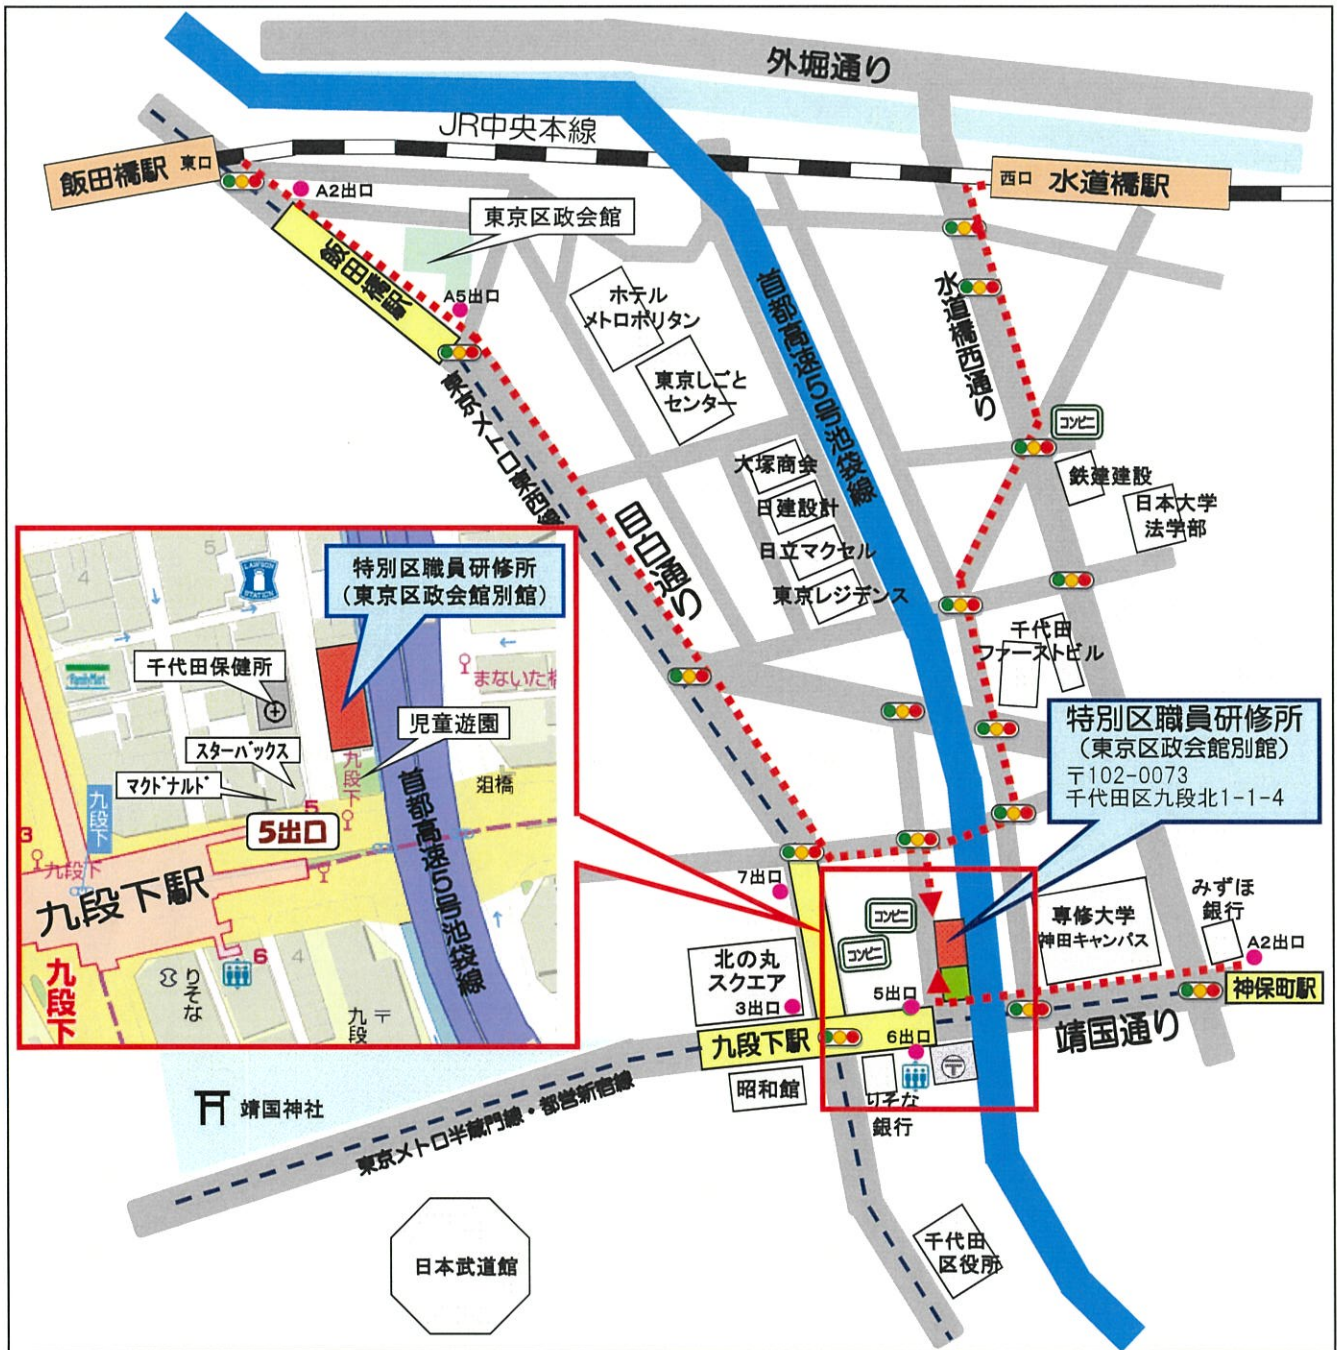 外堀通り
JR中央本線
飯田橋駅 東口
西口 水道橋駅
A2出口
東京区政会館
飯田橋駅
A5出口
ホテル
メトロポリタン
東京しごと
センター
首都高速5号池袋線
水道橋西通り
コンビニ
鉄建建設
日本大学
法学部
東京メトロ東西線
目白通り
大塚商会
日建設計
日立マクセル
東京レジデンス
千代田
ファーストビル
特別区職員研修所
(東京区政会館別館)
〒102-0073
千代田区九段北1-1-4
5
4
LAWSON
STATION
特別区職員研修所
(東京区政会館別館)
千代田保健所
FamilyMart
まないた橋
児童遊園
スターバックス
マクドナルド
九段下
俎橋
九段下
5
5出口
3
九段下
九段下駅
首都高速5号池袋線
九段下
6
りそな
4
九段
〒
7出口
コンビニ
コンビニ
北の丸
スクエア
3出口
5出口
専修大学
神田キャンパス
みずほ
銀行
A2出口
神保町駅
九段下駅
6出口
靖国通り
昭和館
〒
りそな
銀行
靖国神社
東京メトロ半蔵門線・都営新宿線
日本武道館
千代田
区役所